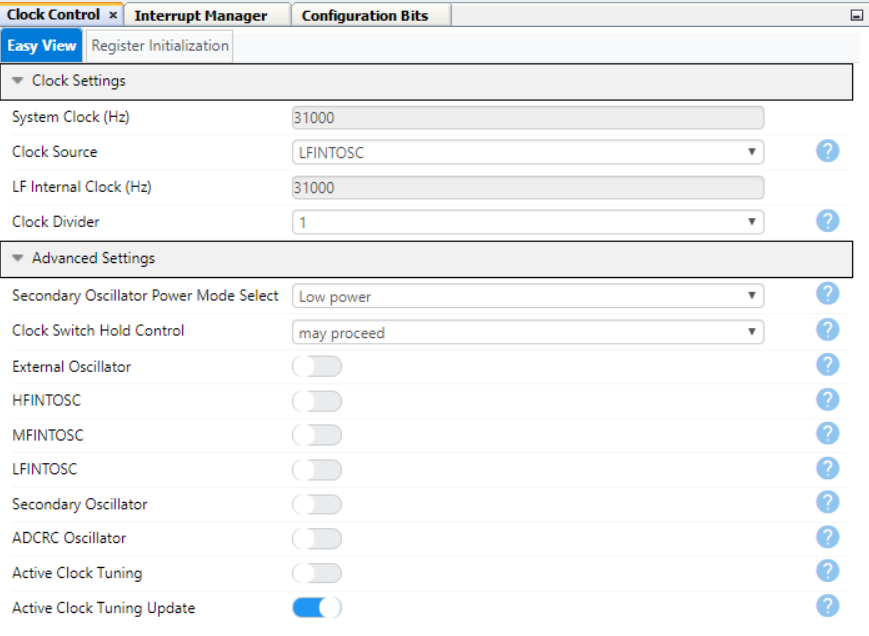 Clock Control × Interrupt Manager Configuration Bits
Easy View Register Initialization
Clock Settings
System Clock (Hz) 31000
Clock Source LFINTOSC ?
LF Internal Clock (Hz) 31000
Clock Divider 1 ?
Advanced Settings
Secondary Oscillator Power Mode Select Low power ?
Clock Switch Hold Control may proceed ?
External Oscillator ?
HFINTOSC ?
MFINTOSC ?
LFINTOSC ?
Secondary Oscillator ?
ADCRC Oscillator ?
Active Clock Tuning ?
Active Clock Tuning Update ?